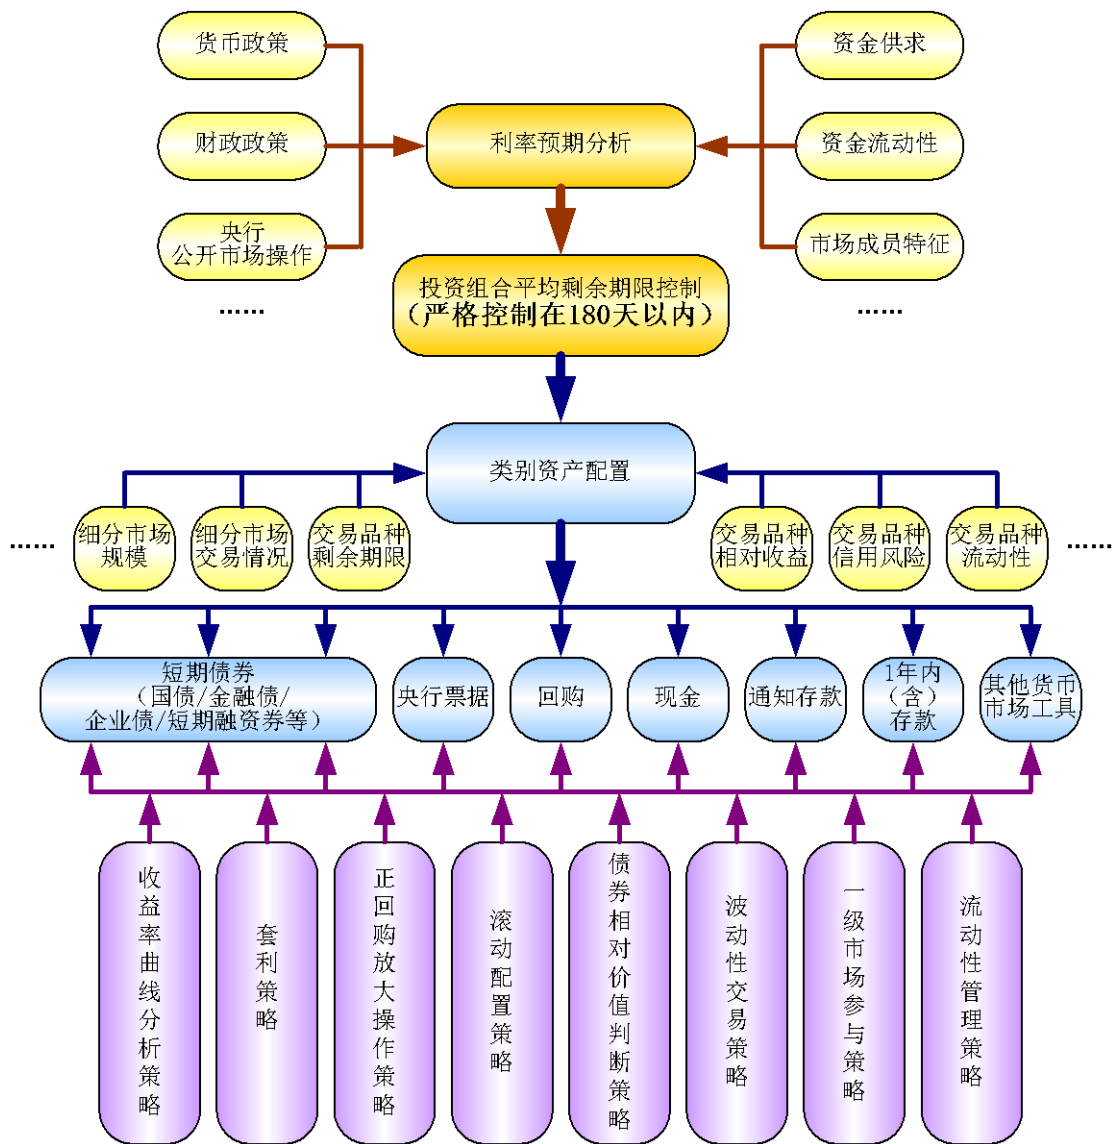 货币政策
资金供求
财政政策
利率预期分析
资金流动性
央行
公开市场操作
市场成员特征
……
投资组合平均剩余期限控制
（严格控制在180天以内）
……
类别资产配置
……
细分市场
规模
细分市场
交易情况
交易品种
剩余期限
交易品种
相对收益
交易品种
信用风险
交易品种
流动性
……
短期债券
（国债/金融债/
企业债/短期融资券等）
央行票据
回购
现金
通知存款
1年内
（含）
存款
其他货币
市场工具
收益率曲线分析策略
套利策略
正回购放大操作策略
滚动配置策略
债券相对价值判断策略
波动性交易策略
一级市场参与策略
流动性管理策略